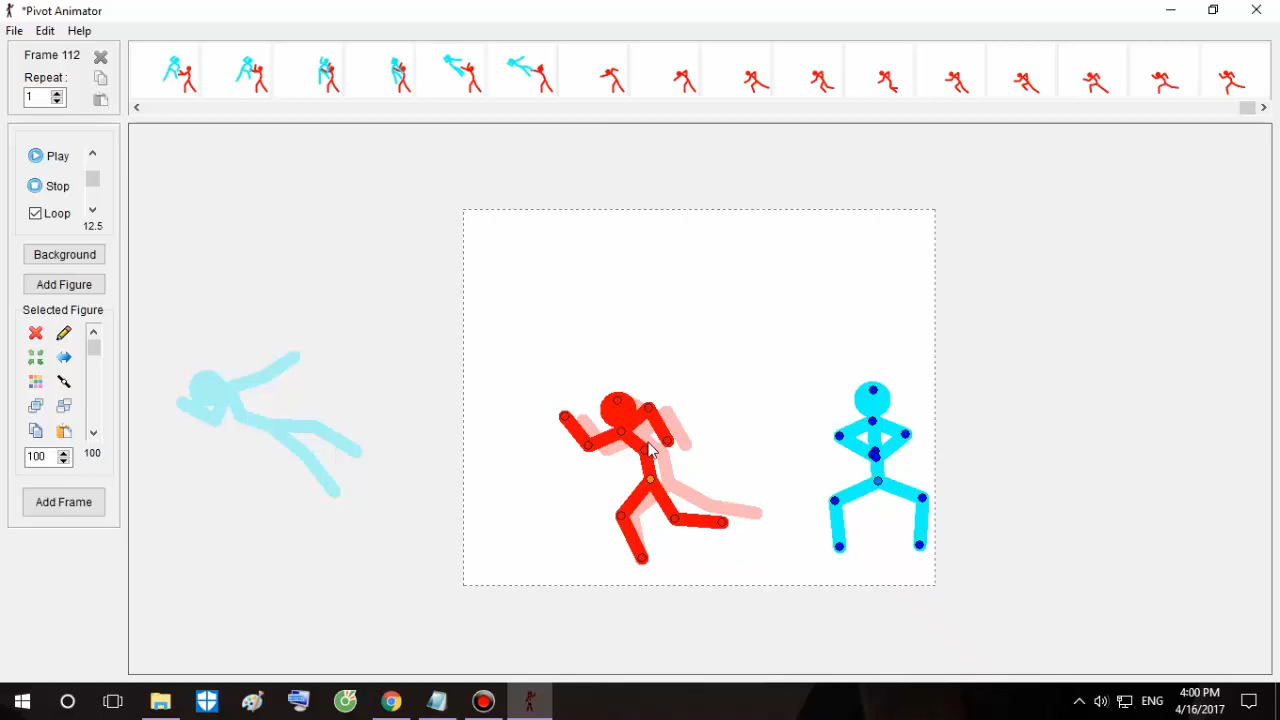 *Pivot Animator
File Edit Help
Frame 112
Repeat :
1
Play
Stop
Loop
12.5
Background
Add Figure
Selected Figure
100
100
Add Frame
ENG
4:00 PM
4/16/2017